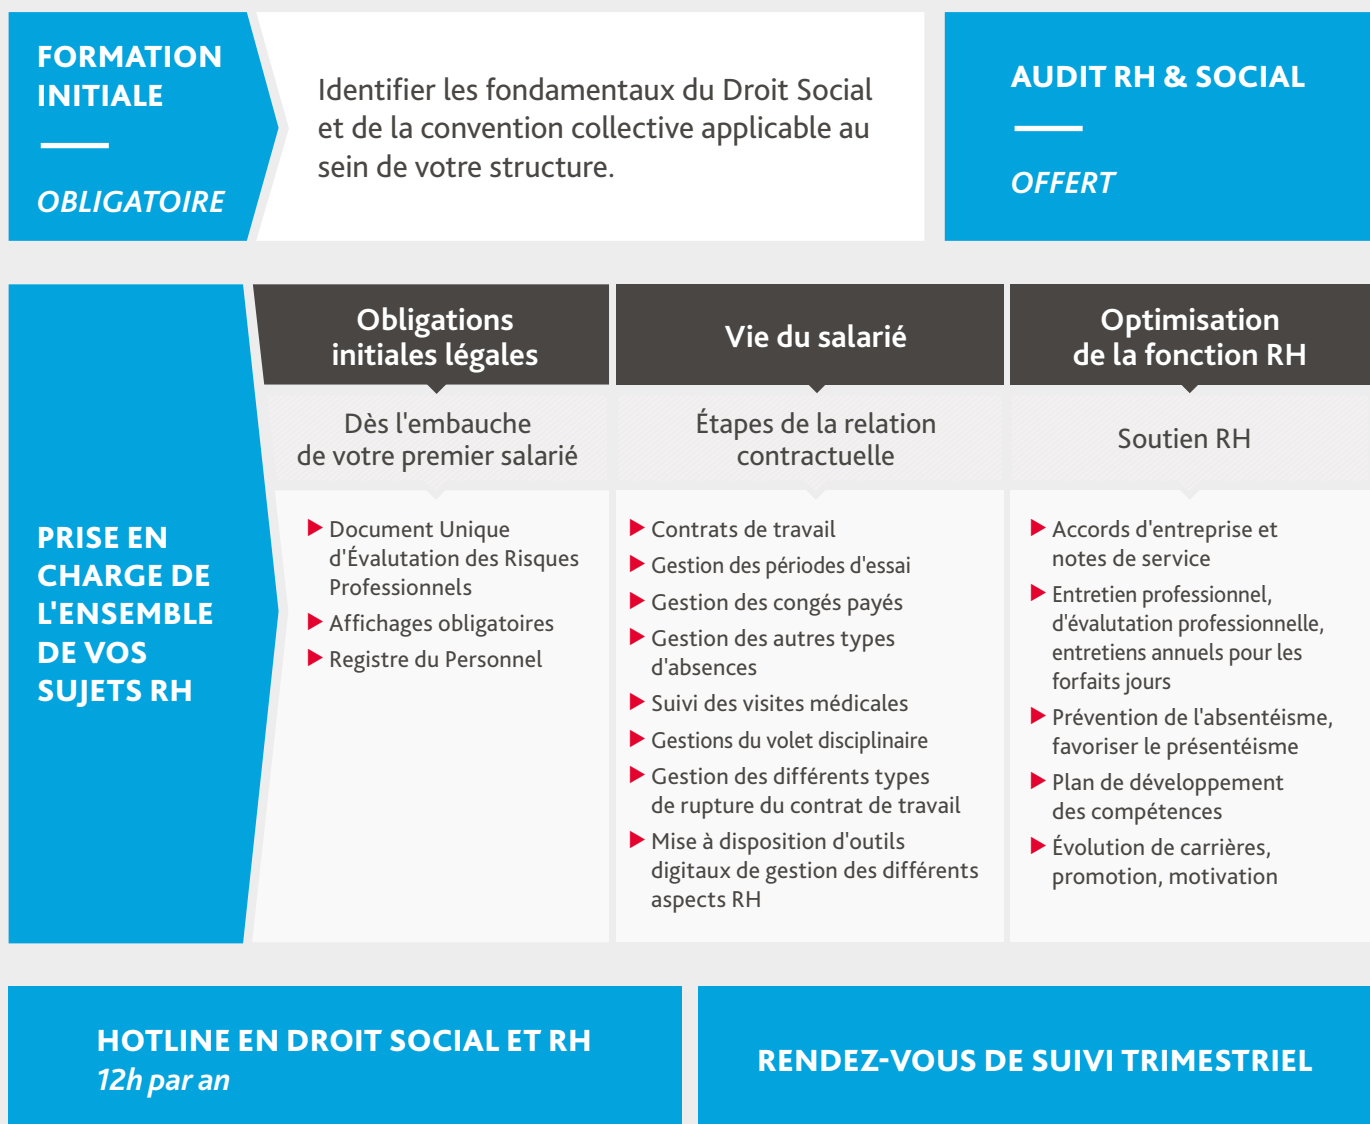 FORMATION
INITIALE
OBLIGATOIRE
Identifier les fondamentaux du Droit Social
et de la convention collective applicable au
sein de votre structure.
AUDIT RH & SOCIAL
OFFERT
PRISE EN
CHARGE DE
L'ENSEMBLE
DE VOS
SUJETS RH
Obligations
initiales légales
Dès l'embauche
de votre premier salarié
Document Unique
d'Évalutation des Risques
Professionnels
Affichages obligatoires
Registre du Personnel
Vie du salarié
Étapes de la relation
contractuelle
Contrats de travail
Gestion des périodes d'essai
Gestion des congés payés
Gestion des autres types
d'absences
Suivi des visites médicales
Gestions du volet disciplinaire
Gestion des différents types
de rupture du contrat de travail
Mise à disposition d'outils
digitaux de gestion des différents
aspects RH
Optimisation
de la fonction RH
Soutien RH
Accords d'entreprise et
notes de service
Entretien professionnel,
d'évalutation professionnelle,
entretiens annuels pour les
forfaits jours
Prévention de l'absentéisme,
favoriser le présentéisme
Plan de développement
des compétences
Évolution de carrières,
promotion, motivation
HOTLINE EN DROIT SOCIAL ET RH
12h par an
RENDEZ-VOUS DE SUIVI TRIMESTRIEL